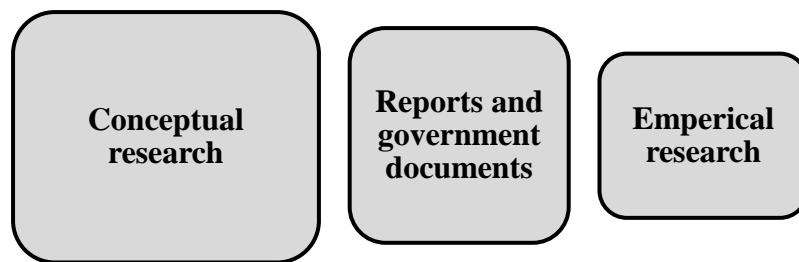 Conceptual
research
Reports and
government
documents
Emperical
research